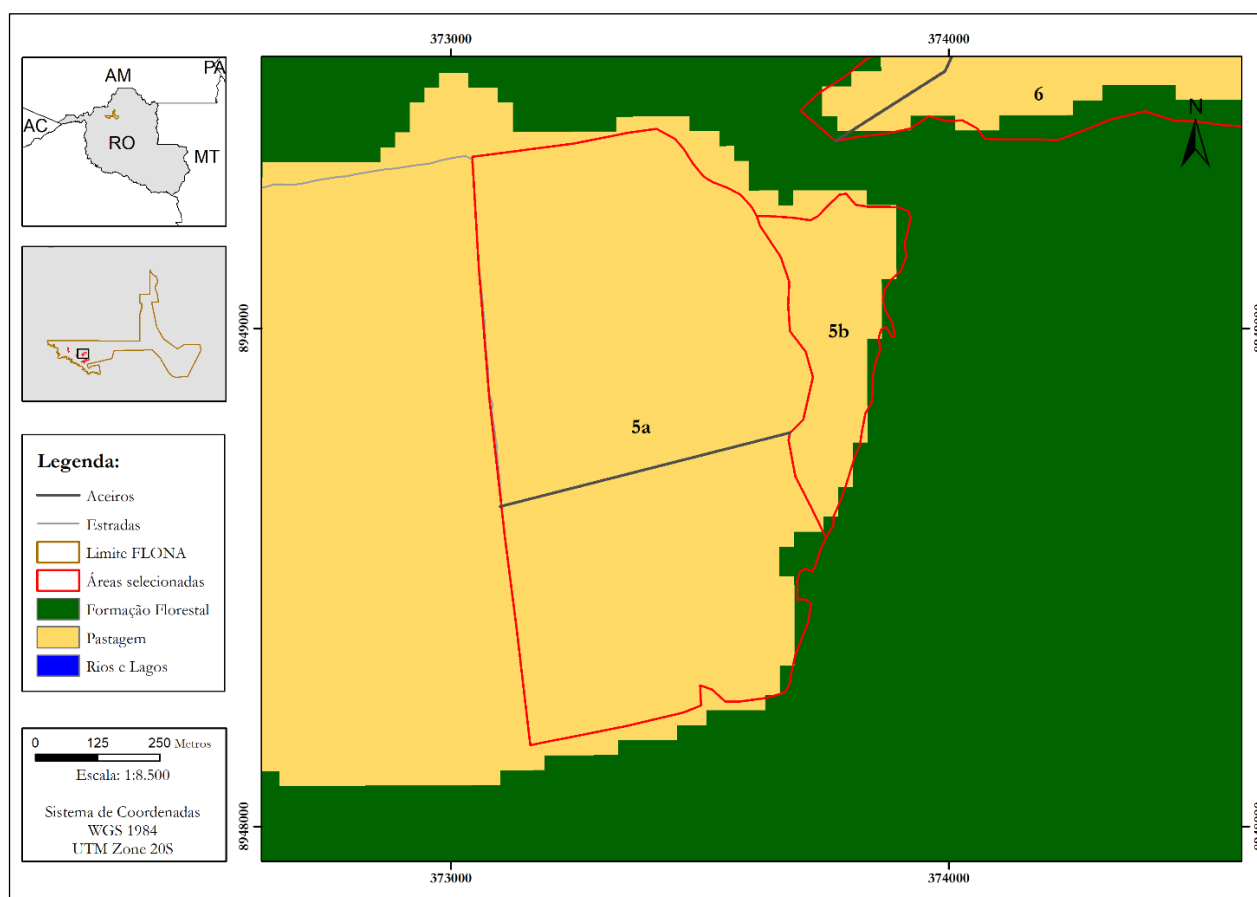 373000
374000
AM
PA
AC
RO
MT
6
N
5b
5a
8949000
8949000
8948000
8948000
Legenda:
Aceiros
Estradas
Limite FLONA
Áreas selecionadas
Formação Florestal
Pastagem
Rios e Lagos
0 125 250 Metros
Escala: 1:8.500
Sistema de Coordenadas
WGS 1984
UTM Zone 20S
373000
374000